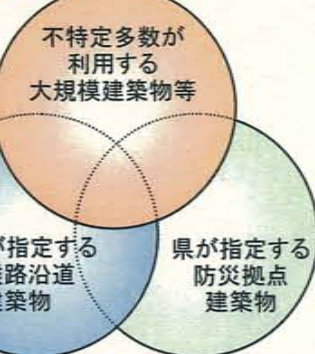 不特定多数が
利用する
大規模建築物等
が指定する
路沿道
築物
県が指定する
防災拠点
建築物